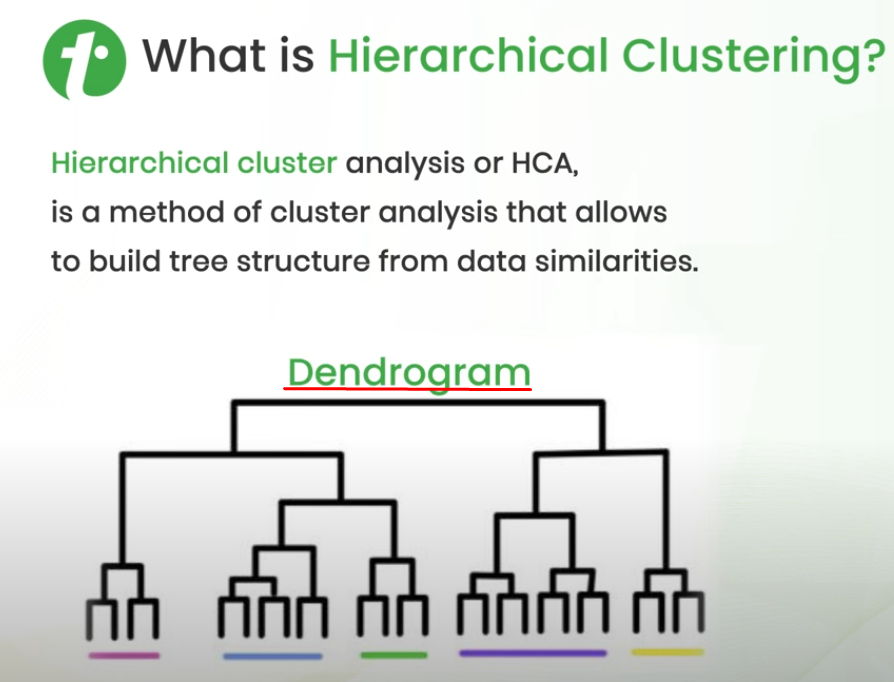 What is Hierarchical Clustering?
Hierarchical cluster analysis or HCA,
is a method of cluster analysis that allows
to build tree structure from data similarities.
Dendrogram